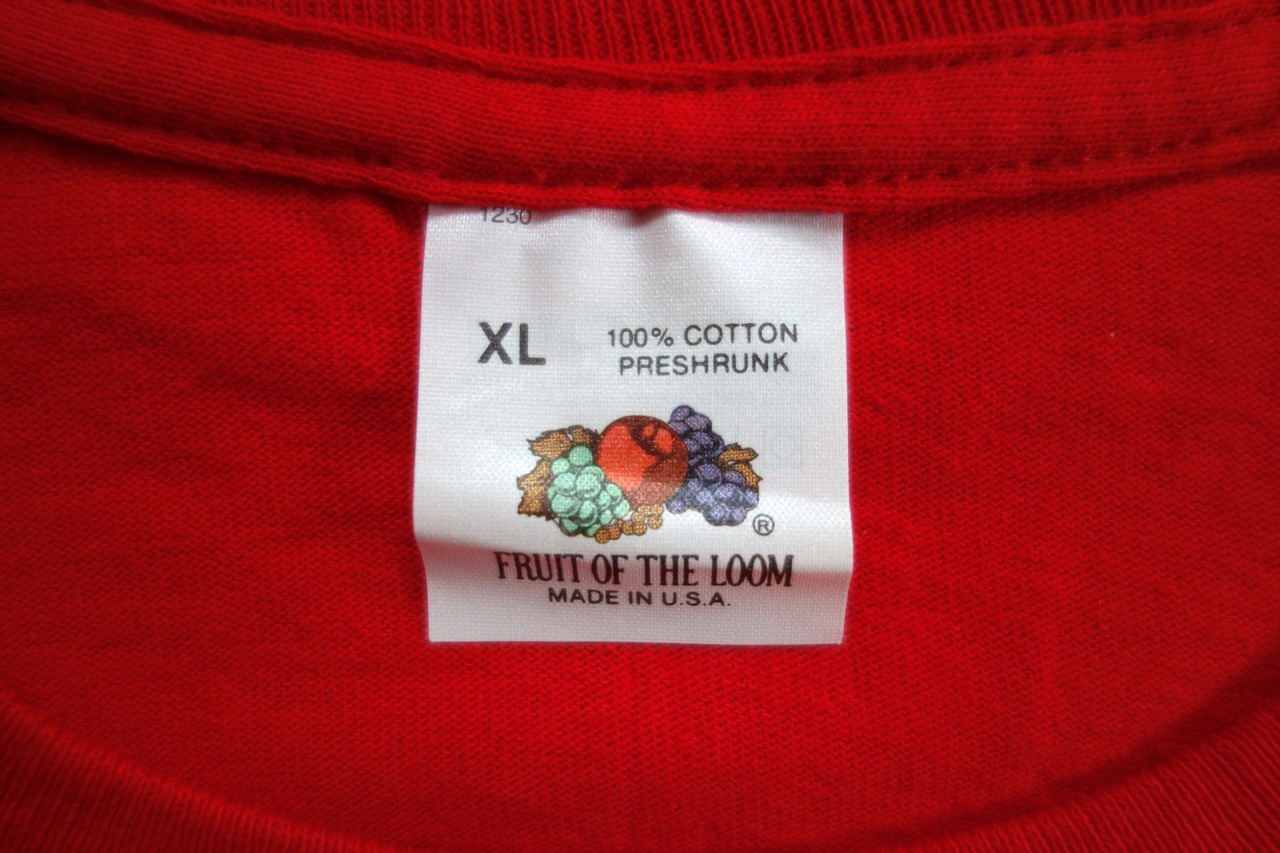 1230
XL
100% COTTON
PRESHRUNK
®
FRUIT OF THE LOOM
MADE IN U.S.A.